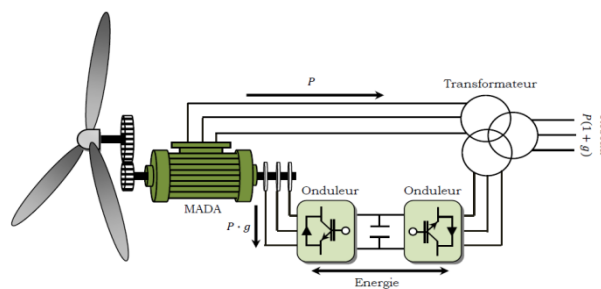 P
Transformateur
P(1 + g)
Onduleur
Onduleur
MADA
P · g
Energie